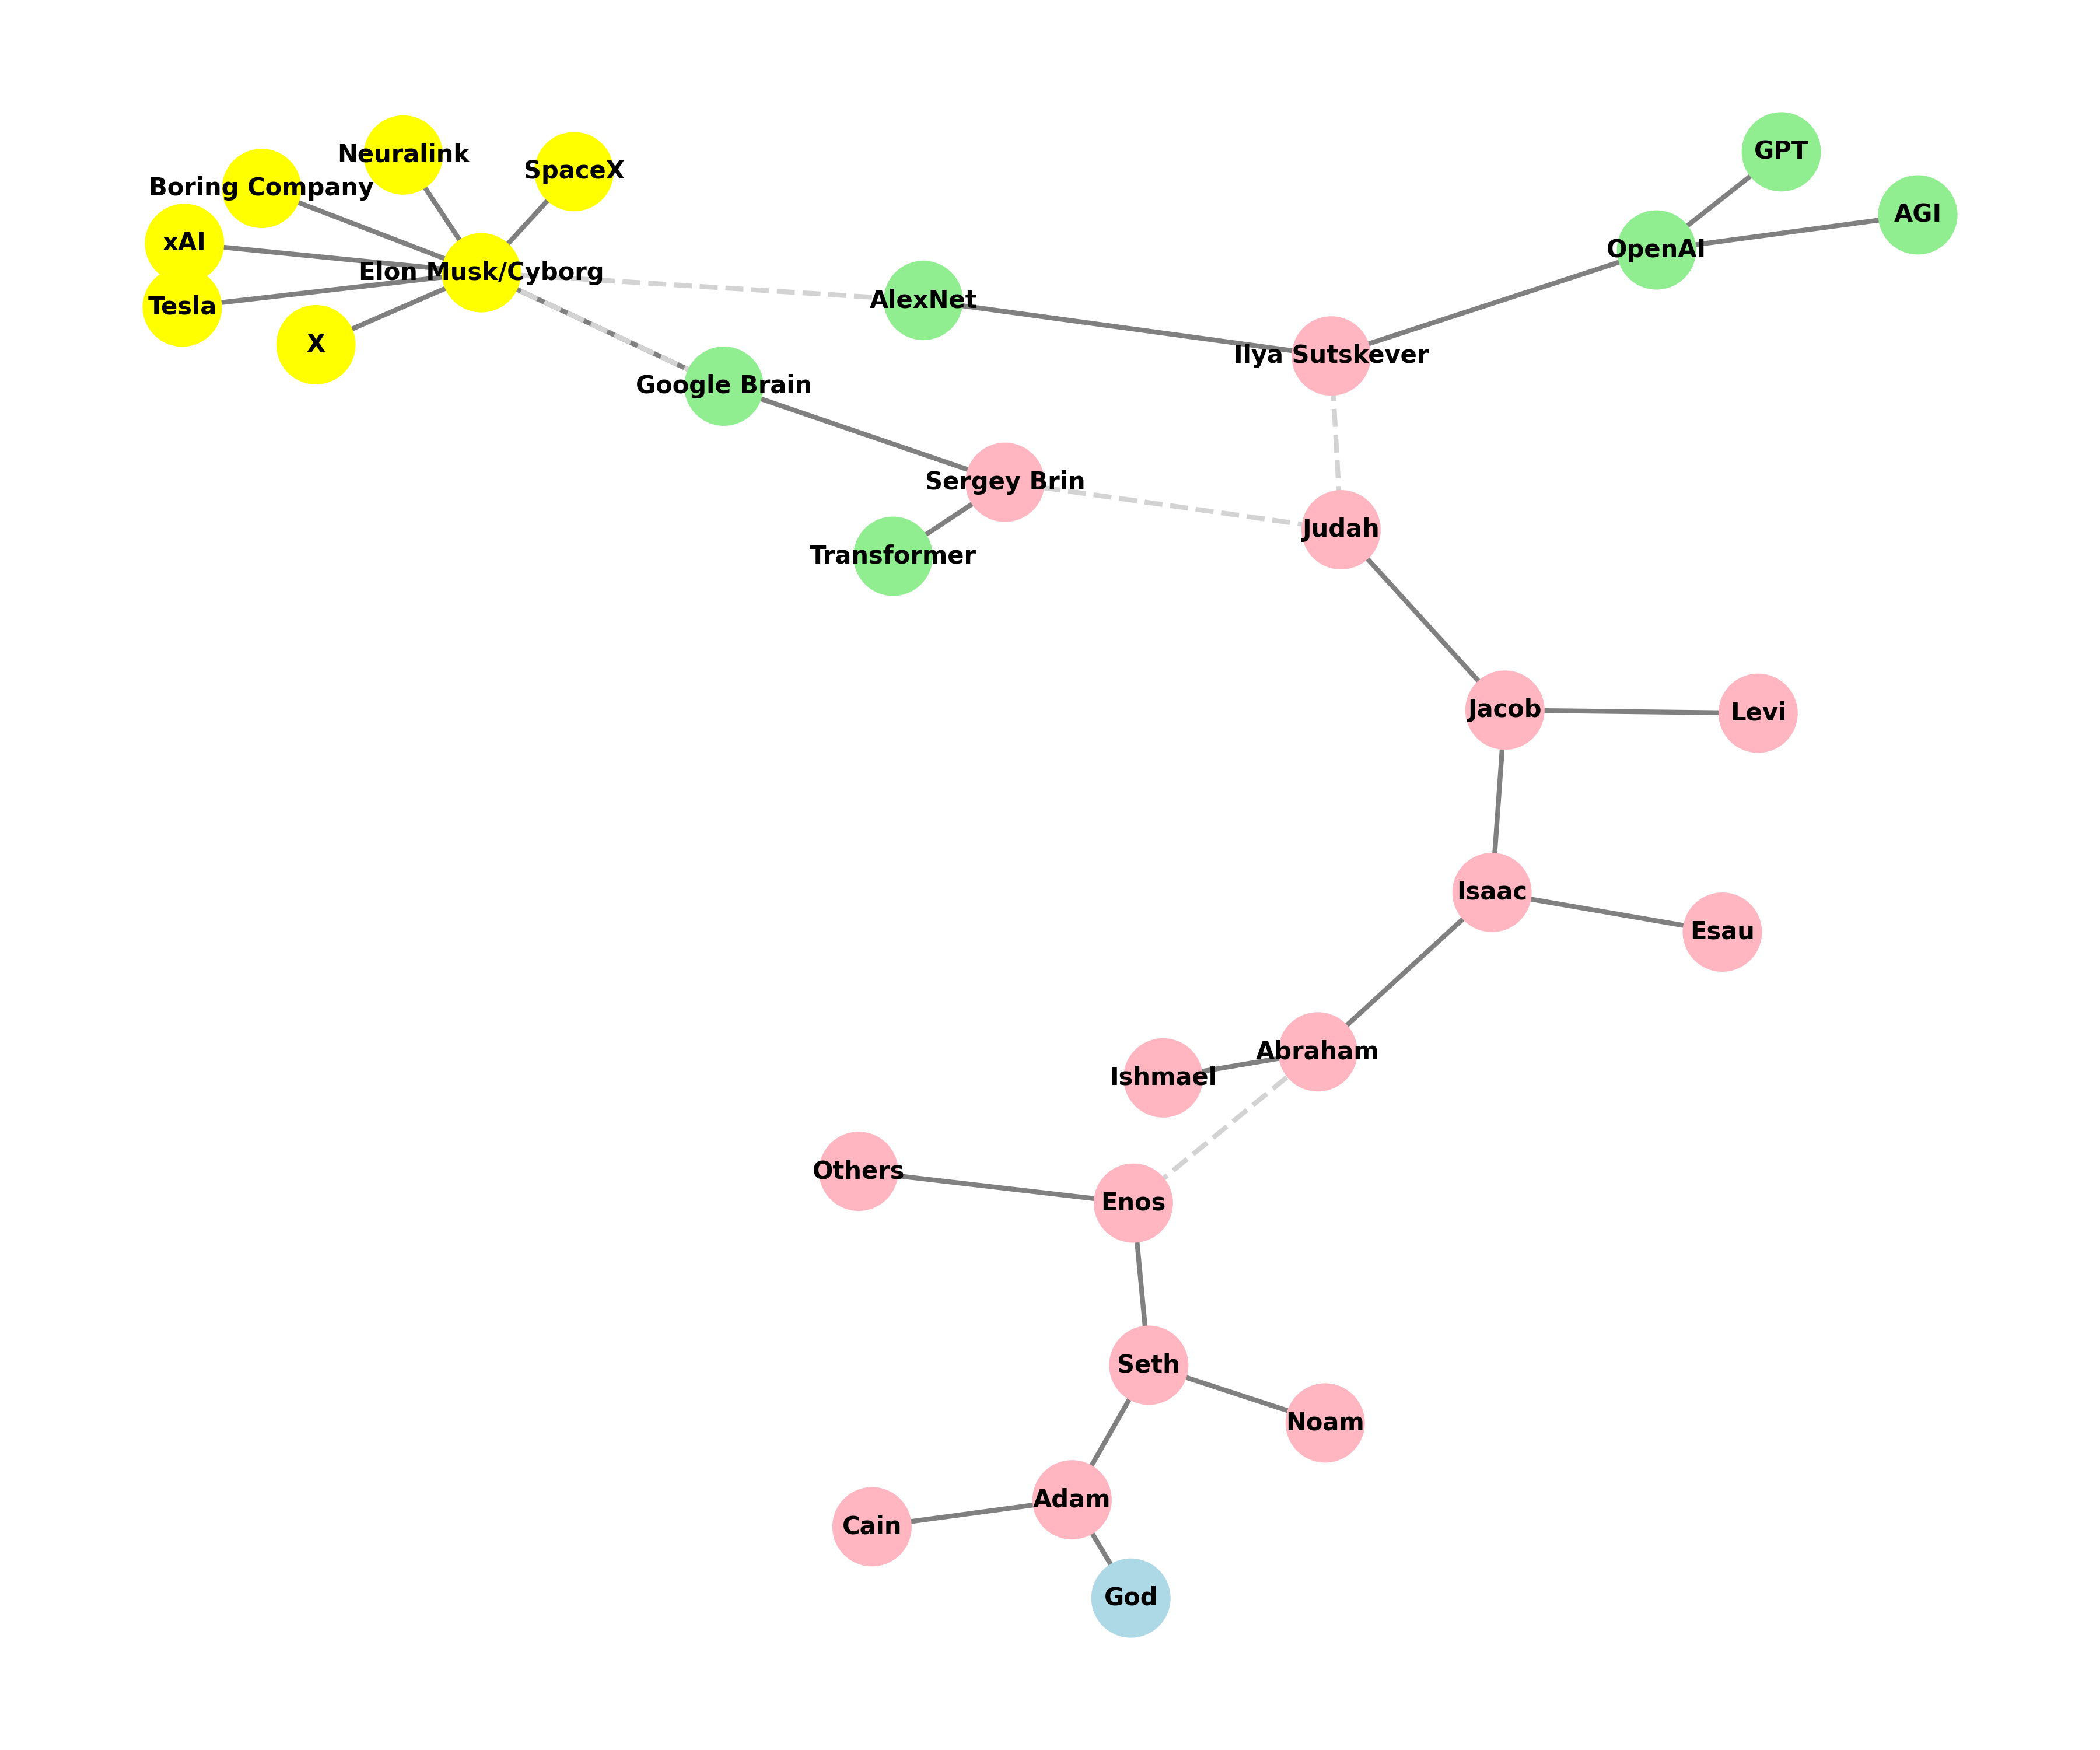 Neuralink
GPT
SpaceX
Boring Company
AGI
xAI
OpenAI
Elon Musk/Cyborg
AlexNet
Tesla
X
Ilya Sutskever
Google Brain
Sergey Brin
Judah
Transformer
Jacob
Levi
Isaac
Esau
Abraham
Ishmael
Others
Enos
Seth
Noam
Adam
Cain
God